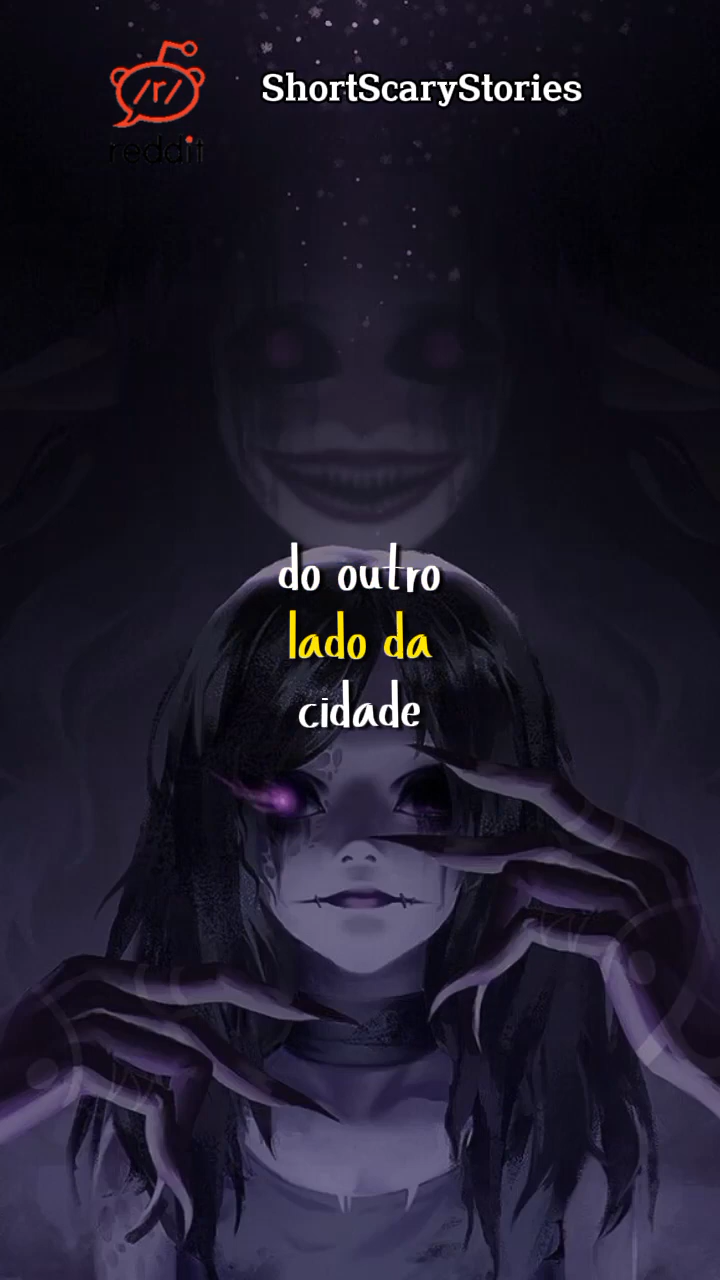 /r/
reddit
ShortScaryStories
do outro
lado da
cidade